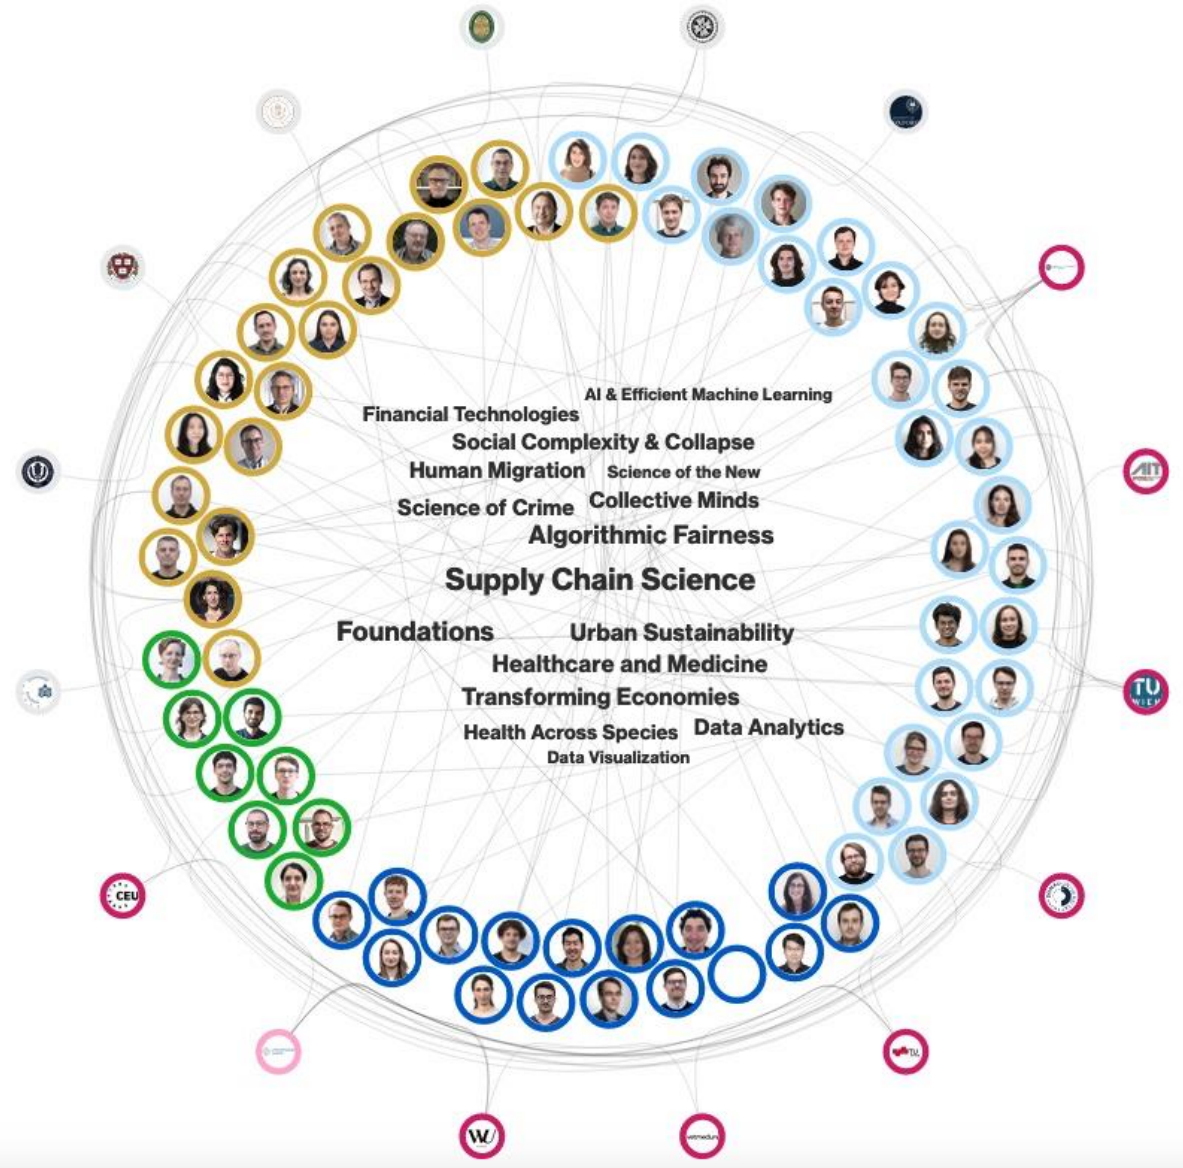 AI & Efficient Machine Learning
Financial Technologies
Social Complexity & Collapse
Human Migration
Science of the New
Science of Crime
Collective Minds
Algorithmic Fairness
Supply Chain Science
Foundations
Urban Sustainability
Healthcare and Medicine
Transforming Economies
Health Across Species
Data Analytics
Data Visualization
AIT
TU
WIEN
CEU
WU
vetmeduni